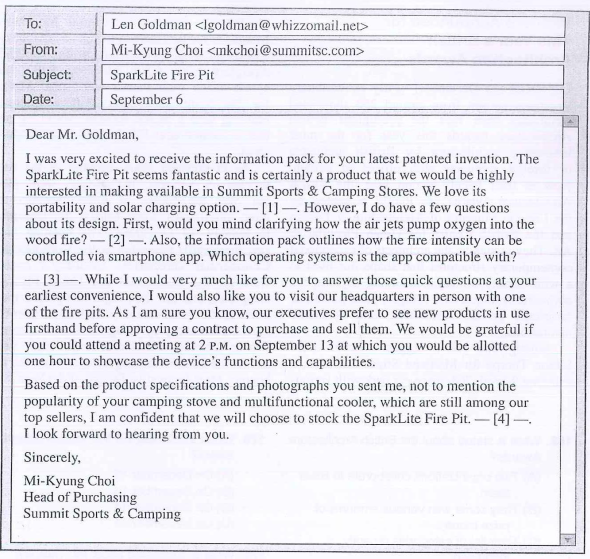 To: Len Goldman <lgoldman@whizzomail.net>
From: Mi-Kyung Choi <mkchoi@summitsc.com>
Subject: SparkLite Fire Pit
Date: September 6
Dear Mr. Goldman,
I was very excited to receive the information pack for your latest patented invention. The
SparkLite Fire Pit seems fantastic and is certainly a product that we would be highly
interested in making available in Summit Sports & Camping Stores. We love its
portability and solar charging option. — [1] —. However, I do have a few questions
about its design. First, would you mind clarifying how the air jets pump oxygen into the
wood fire? — [2] —. Also, the information pack outlines how the fire intensity can be
controlled via smartphone app. Which operating systems is the app compatible with?
— [3] —. While I would very much like for you to answer those quick questions at your
earliest convenience, I would also like you to visit our headquarters in person with one
of the fire pits. As I am sure you know, our executives prefer to see new products in use
firsthand before approving a contract to purchase and sell them. We would be grateful if
you could attend a meeting at 2 P.M. on September 13 at which you would be allotted
one hour to showcase the device's functions and capabilities.
Based on the product specifications and photographs you sent me, not to mention the
popularity of your camping stove and multifunctional cooler, which are still among our
top sellers, I am confident that we will choose to stock the SparkLite Fire Pit. — [4] —.
I look forward to hearing from you.
Sincerely,
Mi-Kyung Choi
Head of Purchasing
Summit Sports & Camping